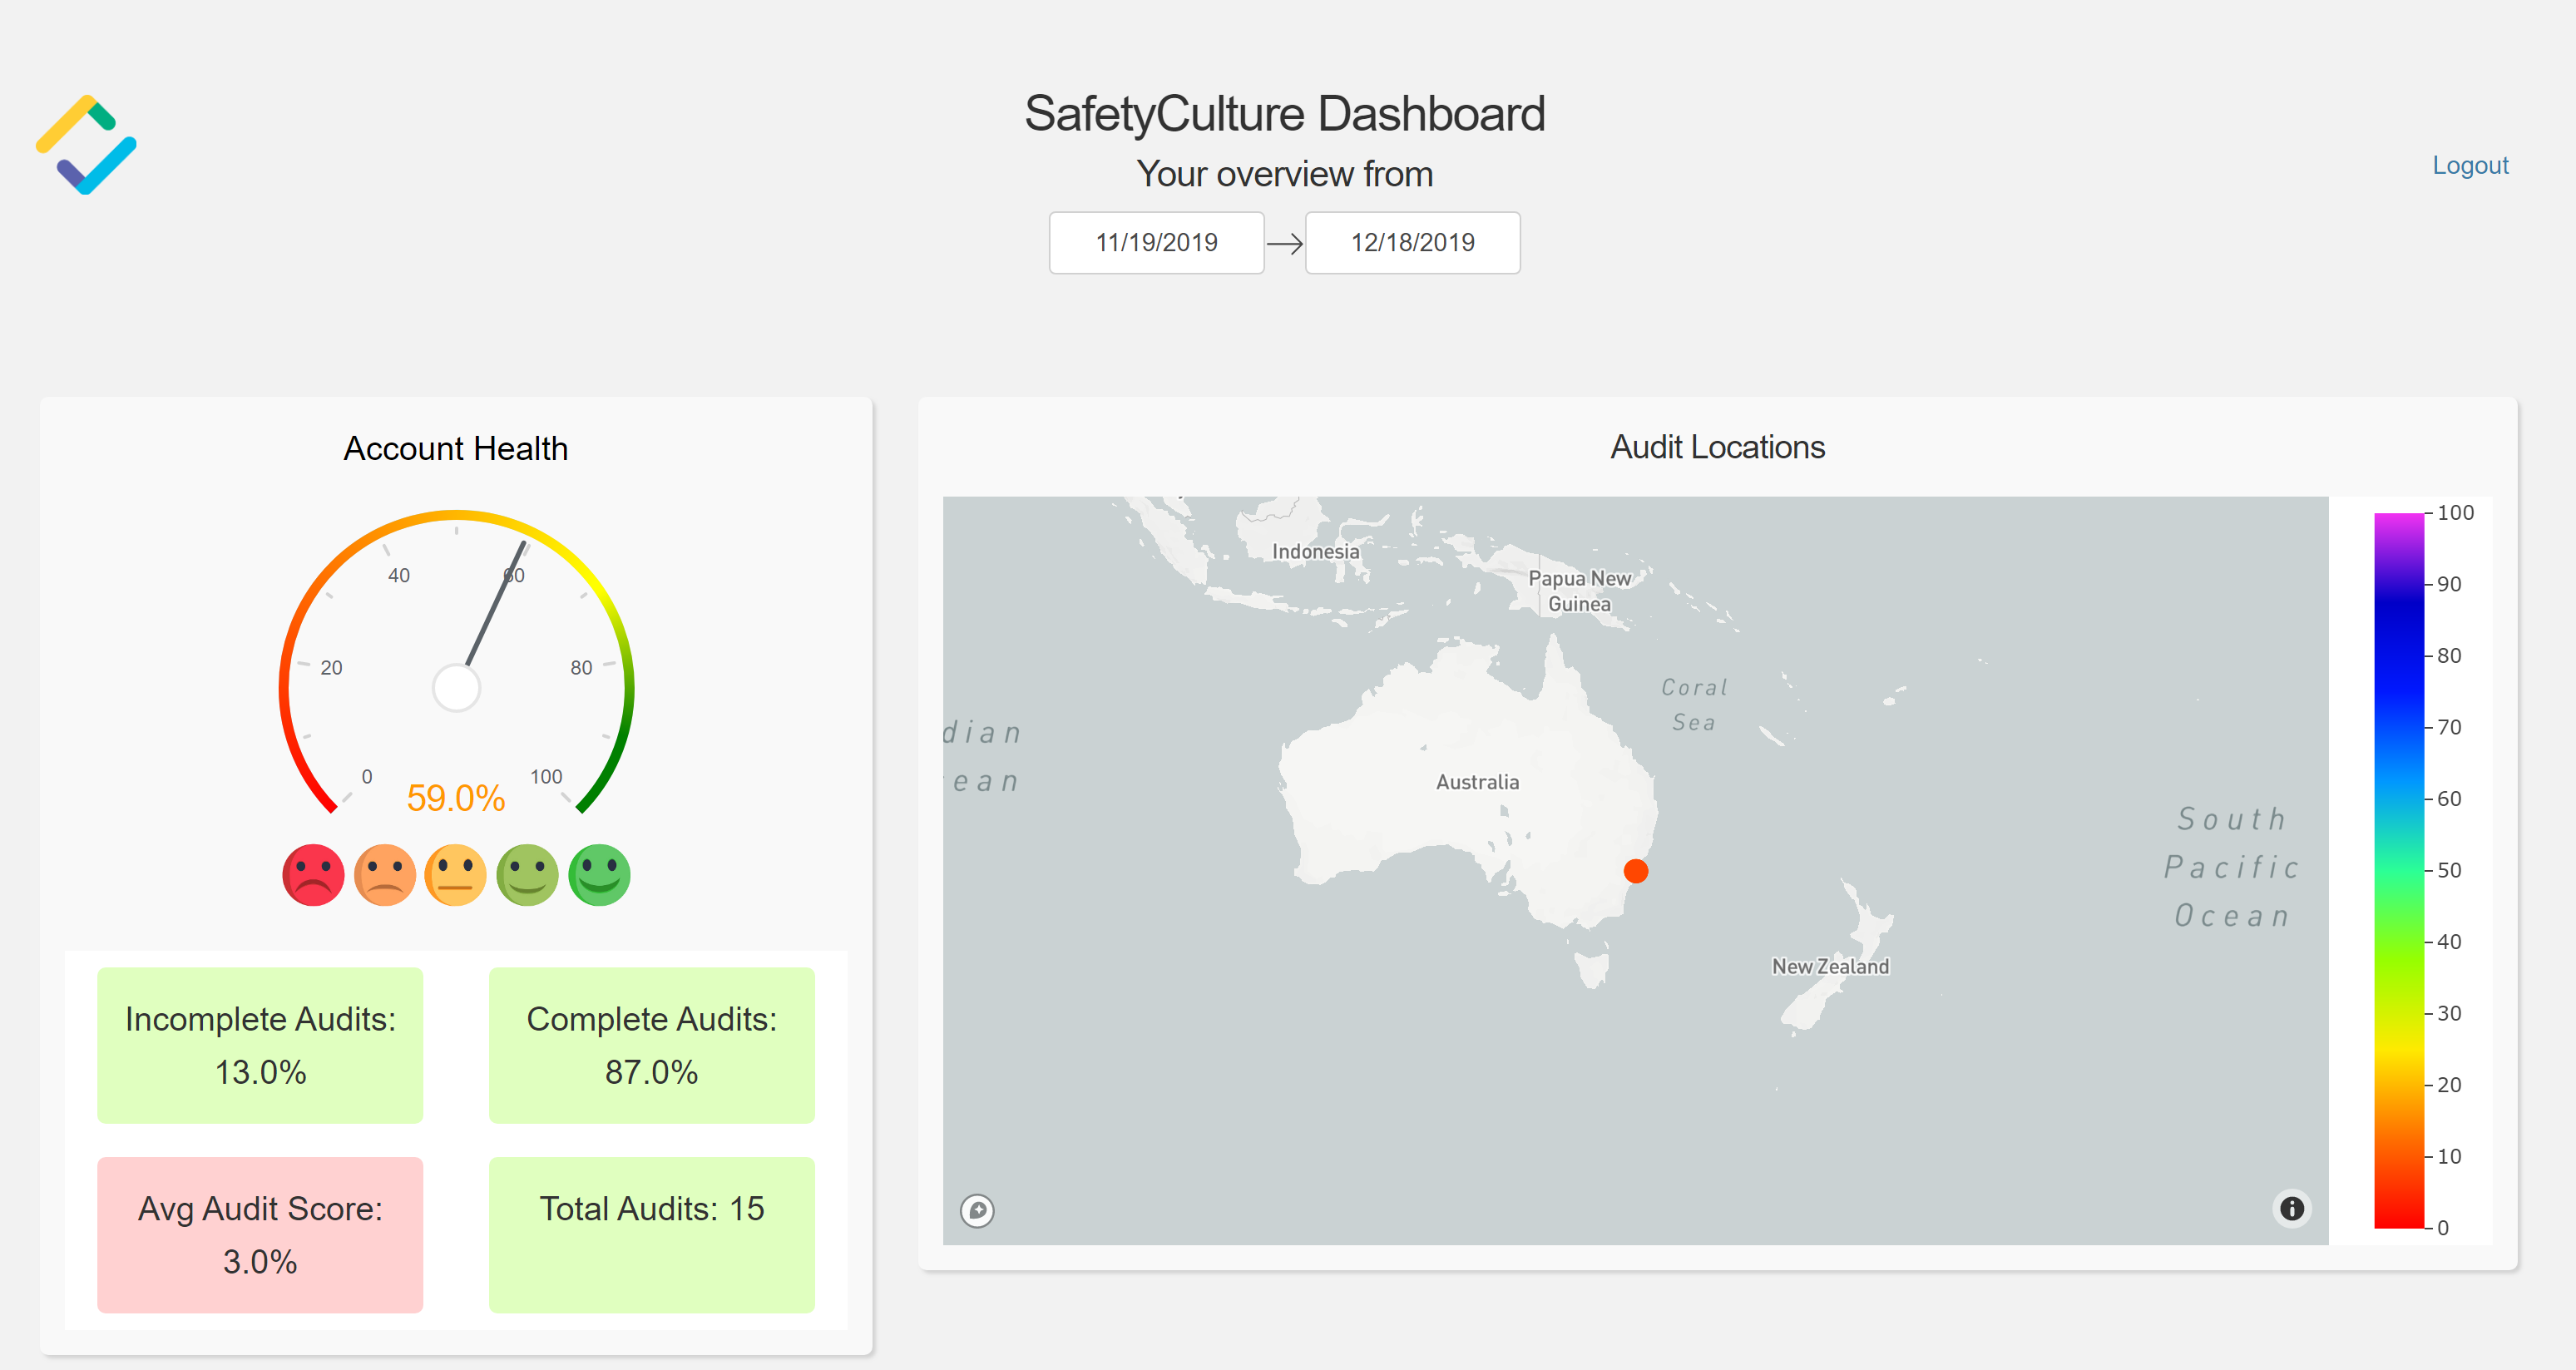 SafetyCulture Dashboard
Your overview from
Logout
11/19/2019
12/18/2019
Account Health
40
60
20
80
0
100
59.0%
Incomplete Audits:
13.0%
Complete Audits:
87.0%
Avg Audit Score:
3.0%
Total Audits: 15
Audit Locations
Indonesia
Papua New
Guinea
Coral
Sea
dian
ean
Australia
South
Pacific
Ocean
New Zealand
100
90
80
70
60
50
40
30
20
10
0